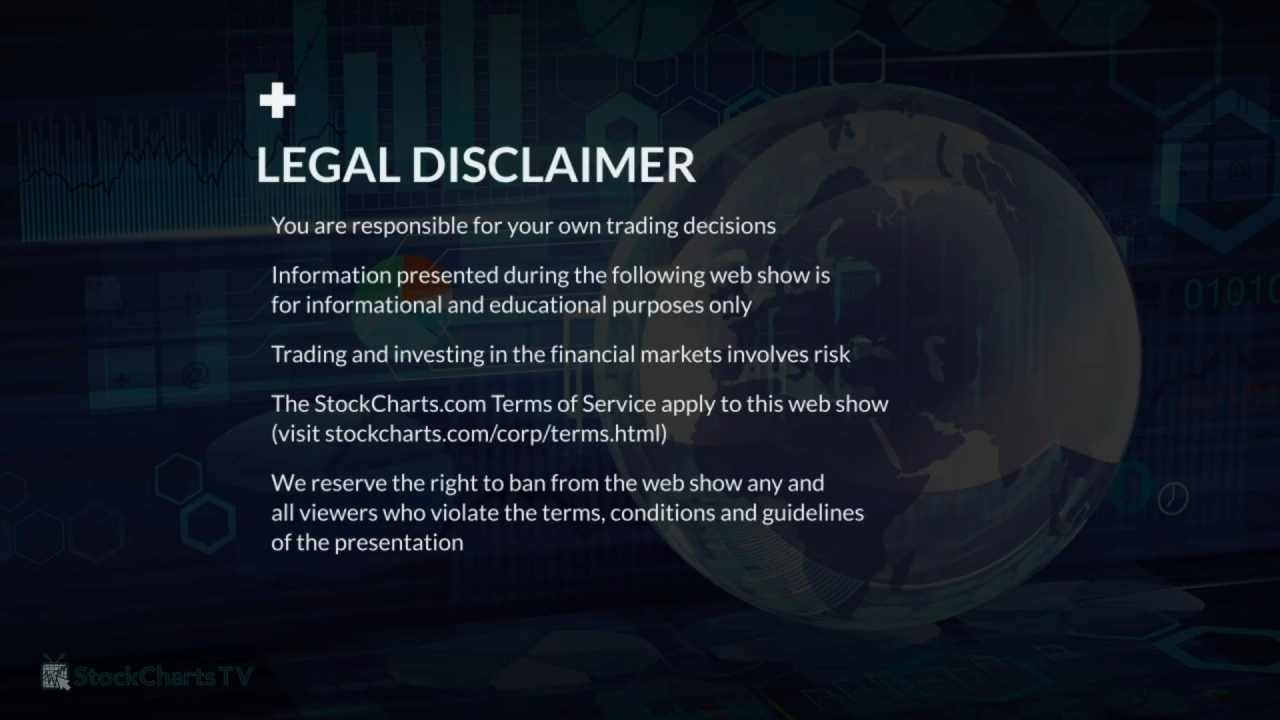 LEGAL DISCLAIMER
You are responsible for your own trading decisions
Information presented during the following web show is
for informational and educational purposes only
Trading and investing in the financial markets involves risk
The StockCharts.com Terms of Service apply to this web show
(visit stockcharts.com/corp/terms.html)
We reserve the right to ban from the web show any and
all viewers who violate the terms, conditions and guidelines
of the presentation
01010
StockChartsTV